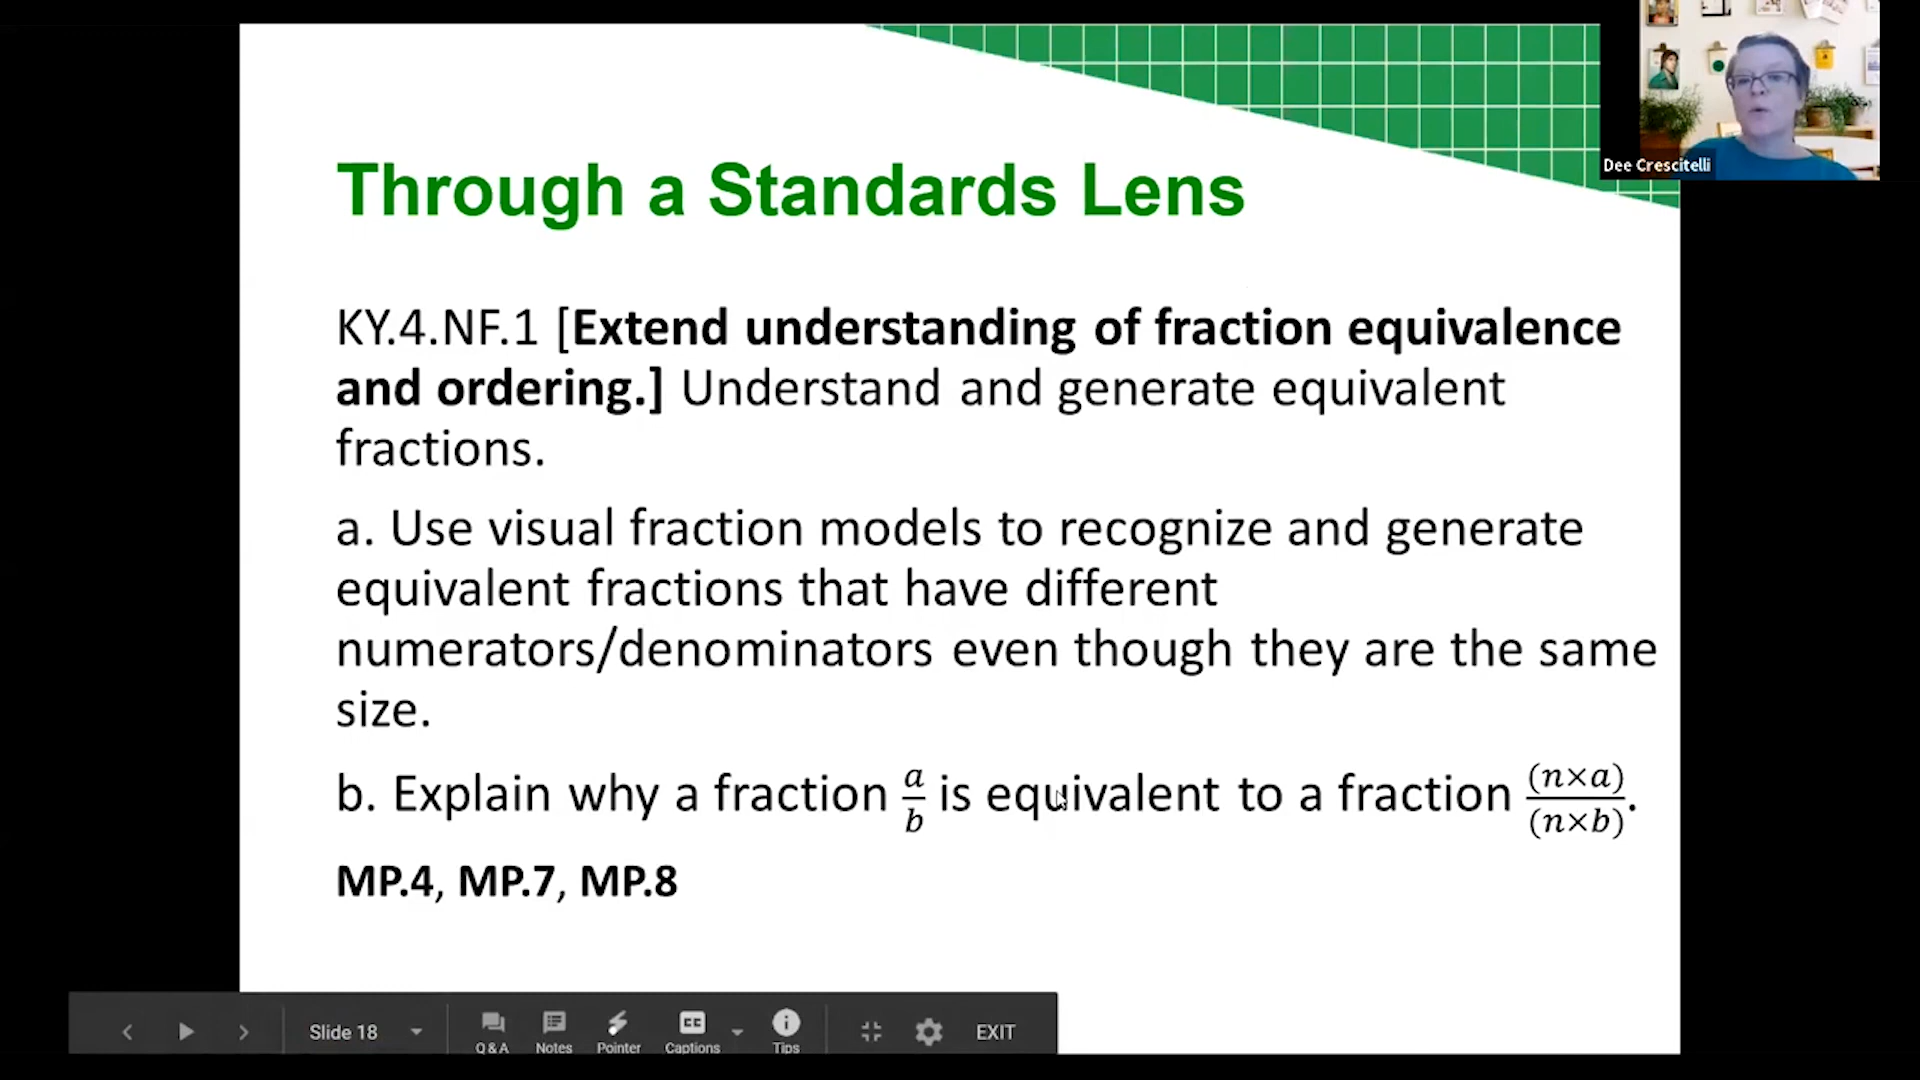 Through a Standards Lens
Dee Crescitelli
KY.4.NF.1 [Extend understanding of fraction equivalence
and ordering.] Understand and generate equivalent
fractions.
a. Use visual fraction models to recognize and generate
equivalent fractions that have different
numerators/denominators even though they are the same
size.
b. Explain why a fraction a/b is equivalent to a fraction (n×a)/(n×b).
MP.4, MP.7, MP.8
Slide 18
Q&A
Notes
Pointer
CC
Captions
Tips
EXIT